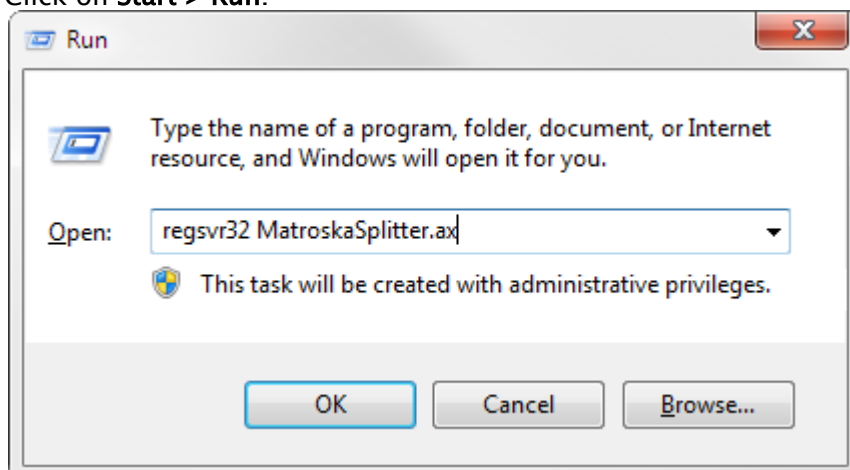 Click on Start > Run.
Run
Type the name of a program, folder, document, or Internet
resource, and Windows will open it for you.
Open:
regsvr32 MatroskaSplitter.ax
This task will be created with administrative privileges.
OK Cancel Browse...